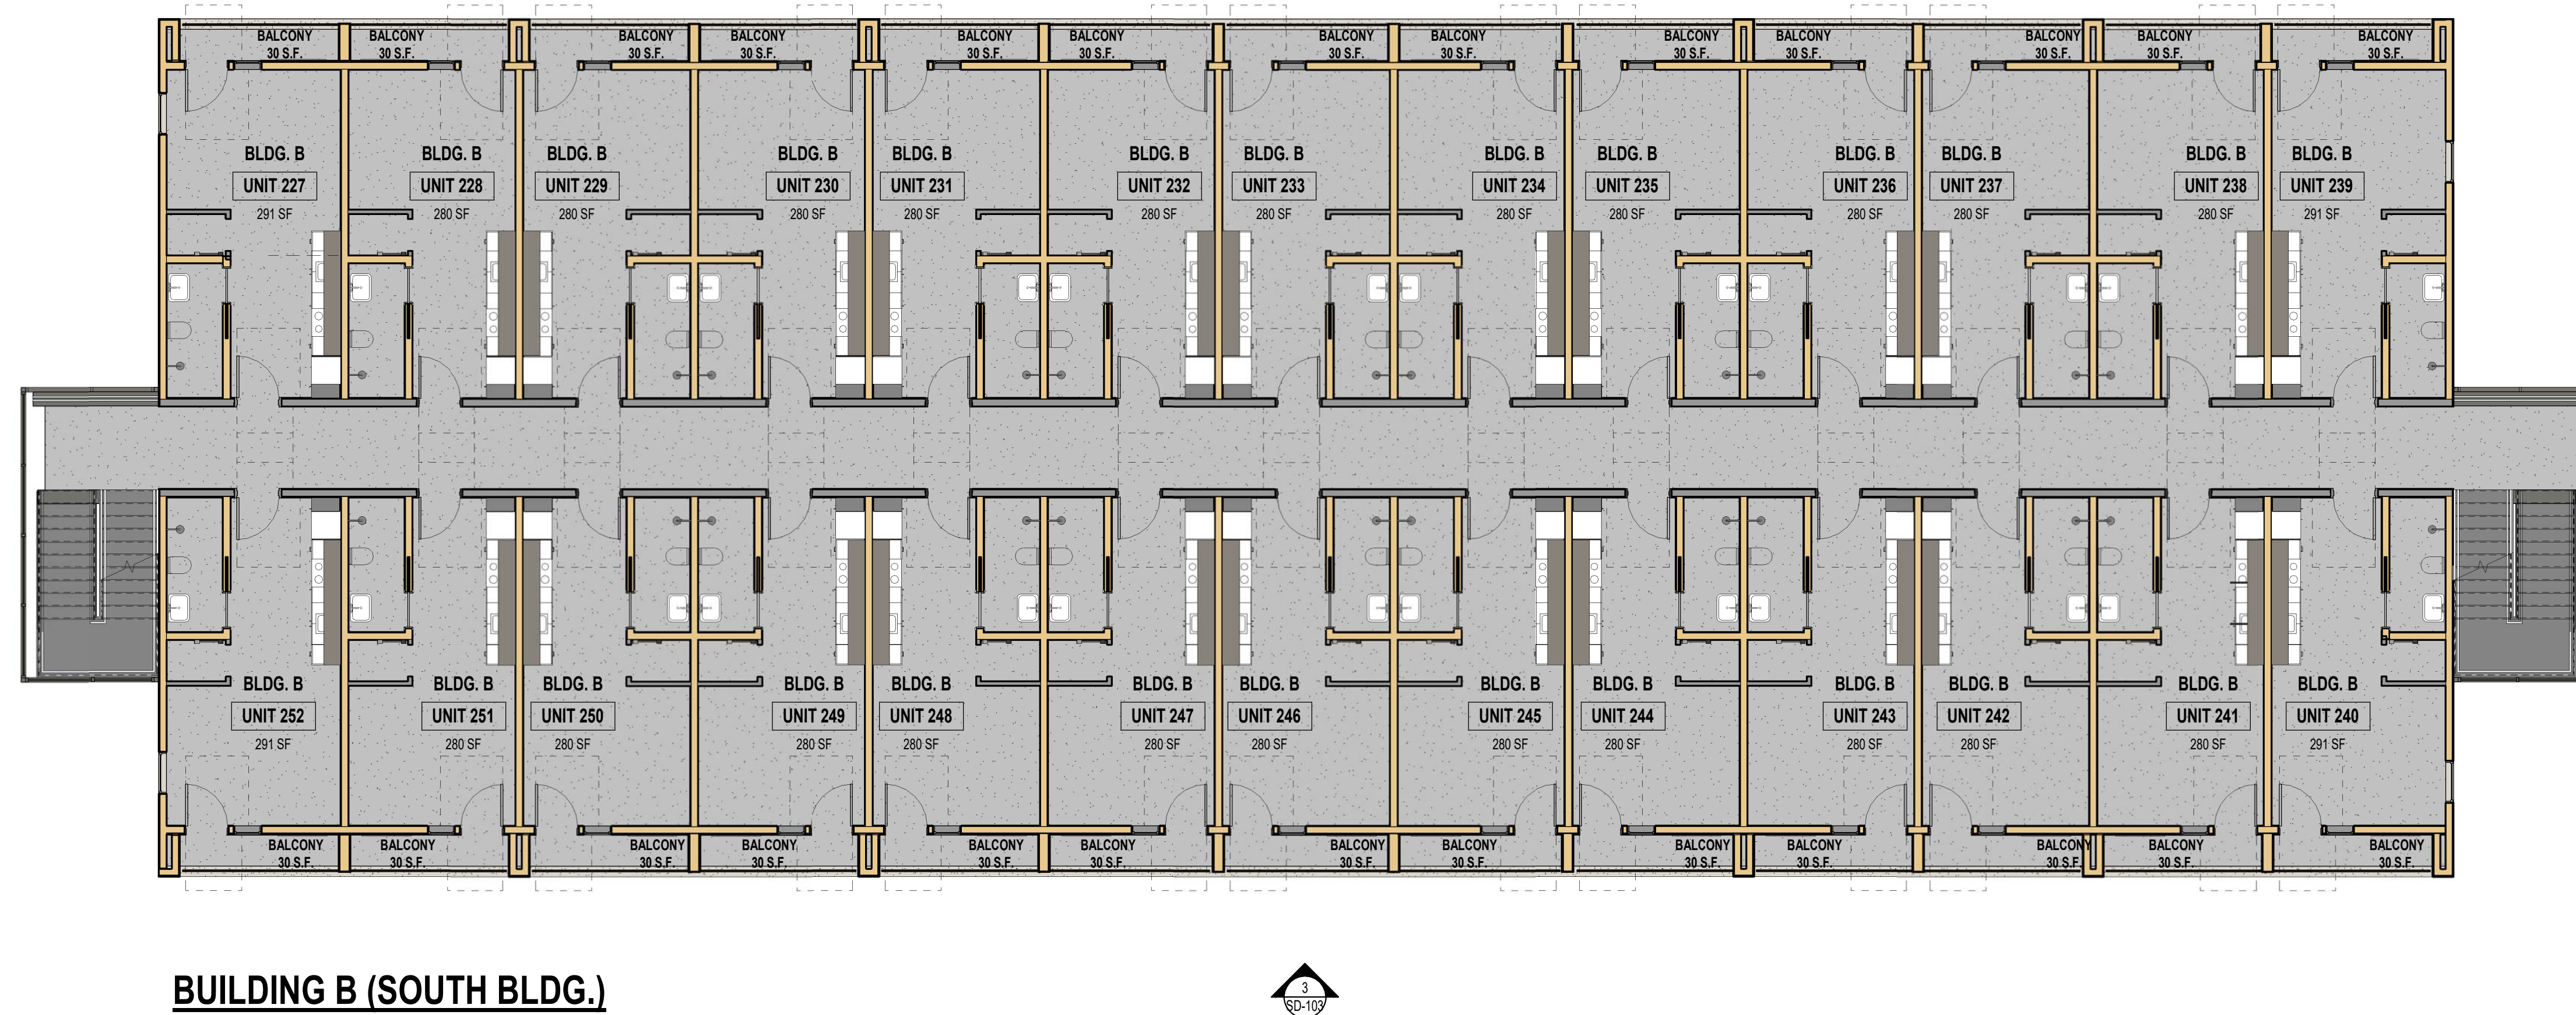 BALCONY BALCONY BALCONY BALCONY BALCONY BALCONY BALCONY BALCONY BALCONY BALCONY BALCONY BALCONY BALCONY
30 S.F. 30 S.F. 30 S.F. 30 S.F. 30 S.F. 30 S.F. 30 S.F. 30 S.F. 30 S.F. 30 S.F. 30 S.F. 30 S.F. 30 S.F.
BLDG. B BLDG. B BLDG. B BLDG. B BLDG. B BLDG. B BLDG. B BLDG. B BLDG. B BLDG. B BLDG. B BLDG. B BLDG. B
UNIT 227 UNIT 228 UNIT 229 UNIT 230 UNIT 231 UNIT 232 UNIT 233 UNIT 234 UNIT 235 UNIT 236 UNIT 237 UNIT 238 UNIT 239
291 SF 280 SF 280 SF 280 SF 280 SF 280 SF 280 SF 280 SF 280 SF 280 SF 280 SF 280 SF 291 SF
BLDG. B BLDG. B BLDG. B BLDG. B BLDG. B BLDG. B BLDG. B BLDG. B BLDG. B BLDG. B BLDG. B BLDG. B BLDG. B
UNIT 252 UNIT 251 UNIT 250 UNIT 249 UNIT 248 UNIT 247 UNIT 246 UNIT 245 UNIT 244 UNIT 243 UNIT 242 UNIT 241 UNIT 240
291 SF 280 SF 280 SF 280 SF 280 SF 280 SF 280 SF 280 SF 280 SF 280 SF 280 SF 280 SF 291 SF
BALCONY BALCONY BALCONY BALCONY BALCONY BALCONY BALCONY BALCONY BALCONY BALCONY BALCONY BALCONY BALCONY
30 S.F. 30 S.F. 30 S.F. 30 S.F. 30 S.F. 30 S.F. 30 S.F. 30 S.F. 30 S.F. 30 S.F. 30 S.F. 30 S.F. 30 S.F.
BUILDING B (SOUTH BLDG.)
3
SD-103